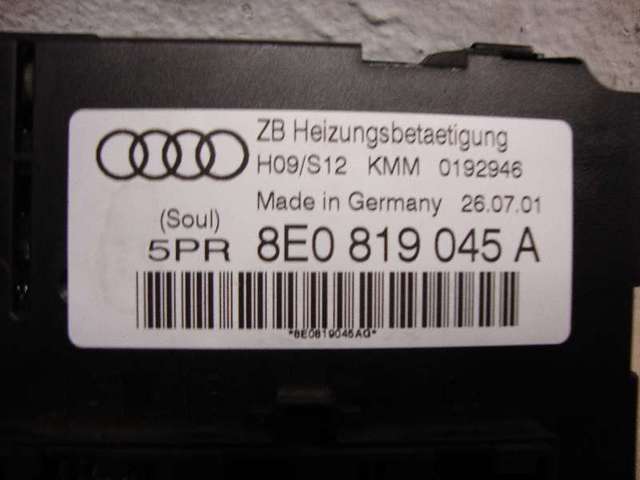 ZB Heizungsbetaetigung
H09/S12 KMM 0192946
Made in Germany 26.07.01
(Soul)
5PR 8E0 819 045 A
*8E0819045AG*